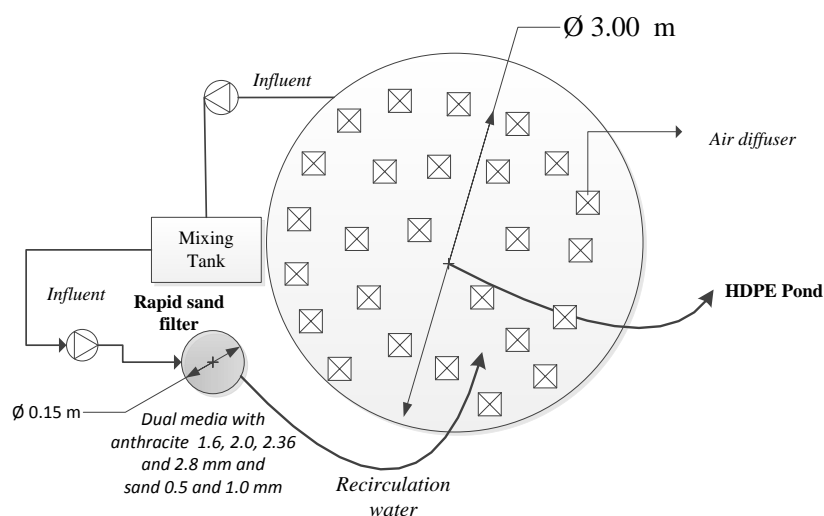 Ø 3.00 m
Influent
Air diffuser
Mixing
Tank
Influent
Rapid sand
filter
HDPE Pond
Ø 0.15 m
Dual media with
anthracite 1.6, 2.0, 2.36
and 2.8 mm and
sand 0.5 and 1.0 mm
Recirculation
water